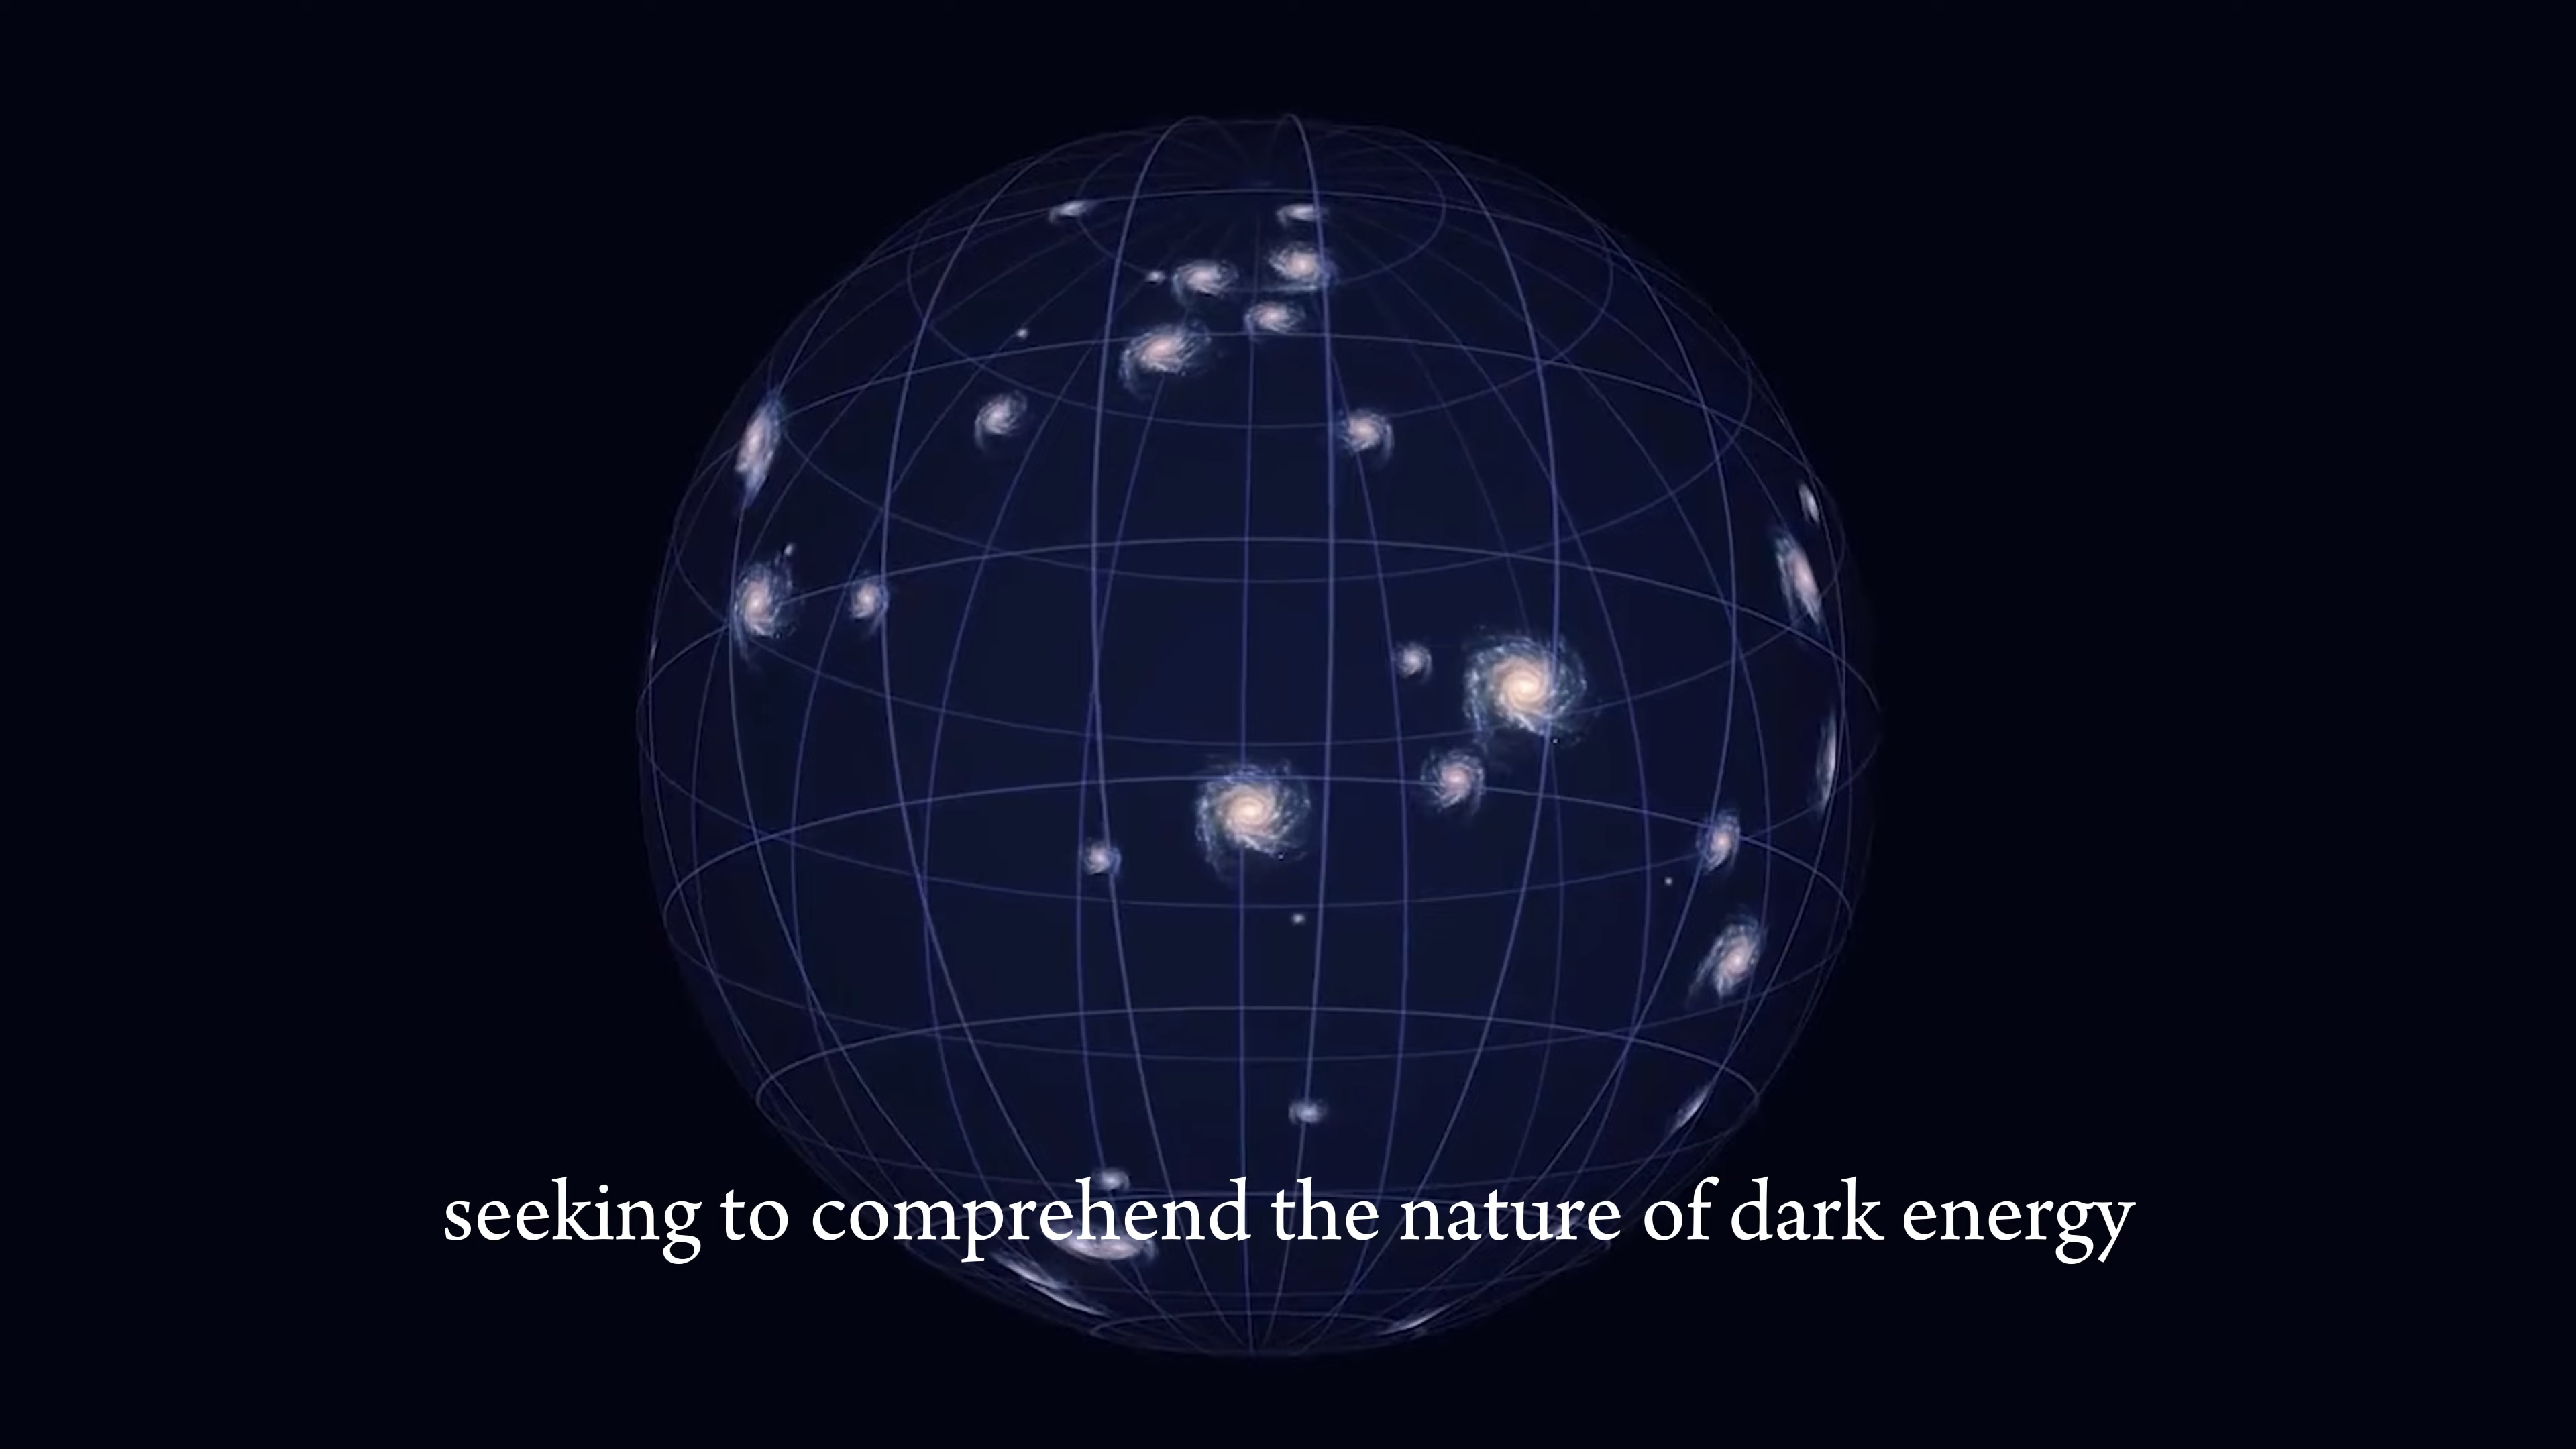 seeking to comprehend the nature of dark energy